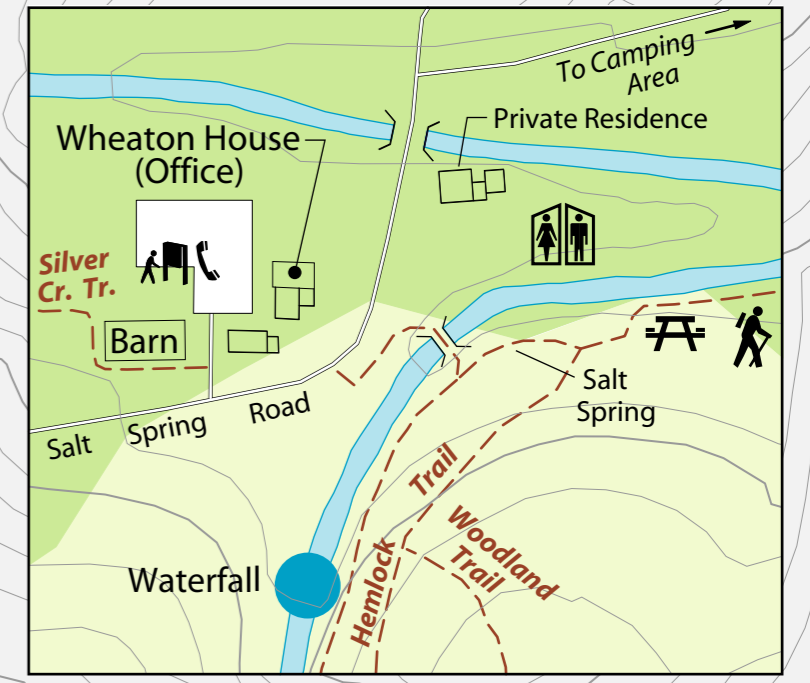 To Camping
Area
Private Residence
Wheaton House
(Office)
Silver
Cr. Tr.
Barn
Salt
Spring
Salt Spring Road
Trail
Woodland
Trail
Hemlock
Waterfall